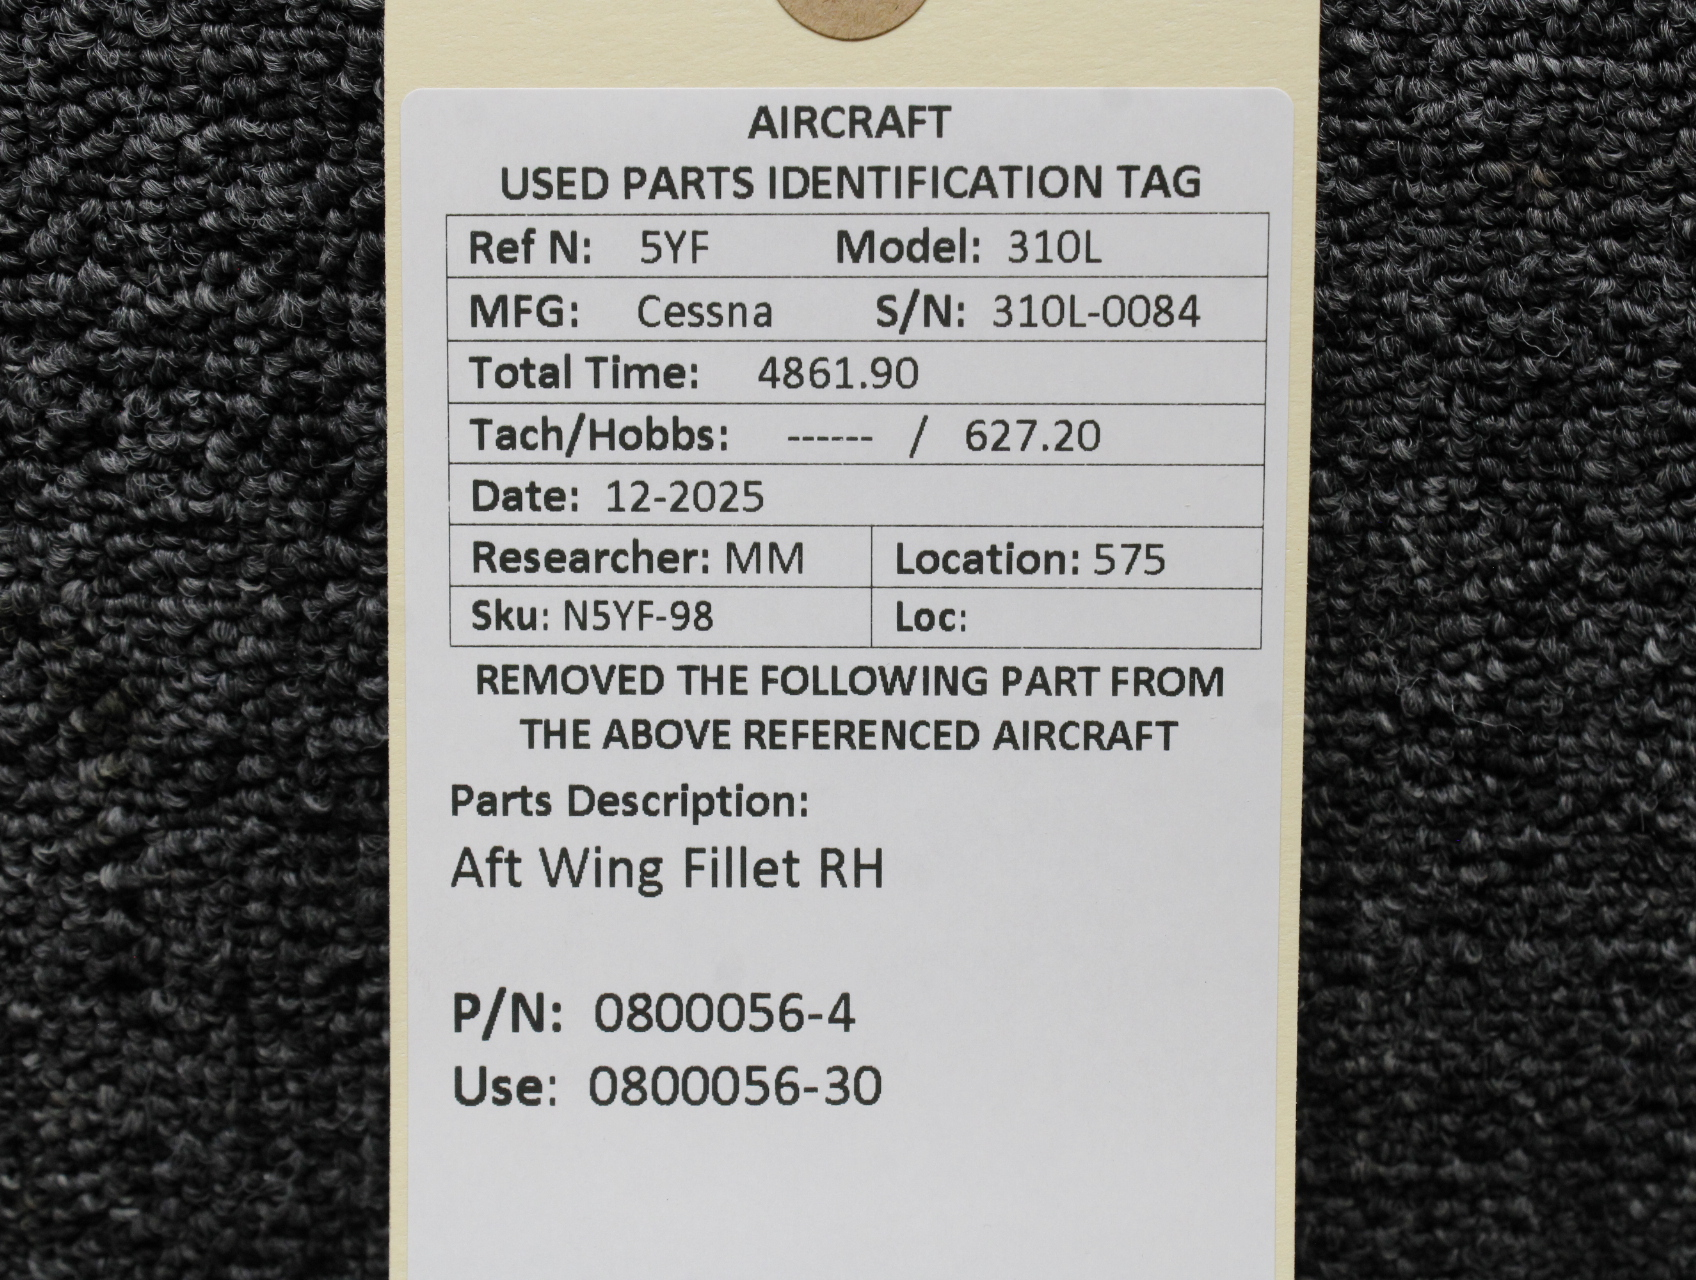 AIRCRAFT
USED PARTS IDENTIFICATION TAG
Ref N: 5YF Model: 310L
MFG: Cessna S/N: 310L-0084
Total Time: 4861.90
Tach/Hobbs: ------ / 627.20
Date: 12-2025
Researcher: MM Location: 575
Sku: N5YF-98 Loc:
REMOVED THE FOLLOWING PART FROM
THE ABOVE REFERENCED AIRCRAFT
Parts Description:
Aft Wing Fillet RH
P/N: 0800056-4
Use: 0800056-30